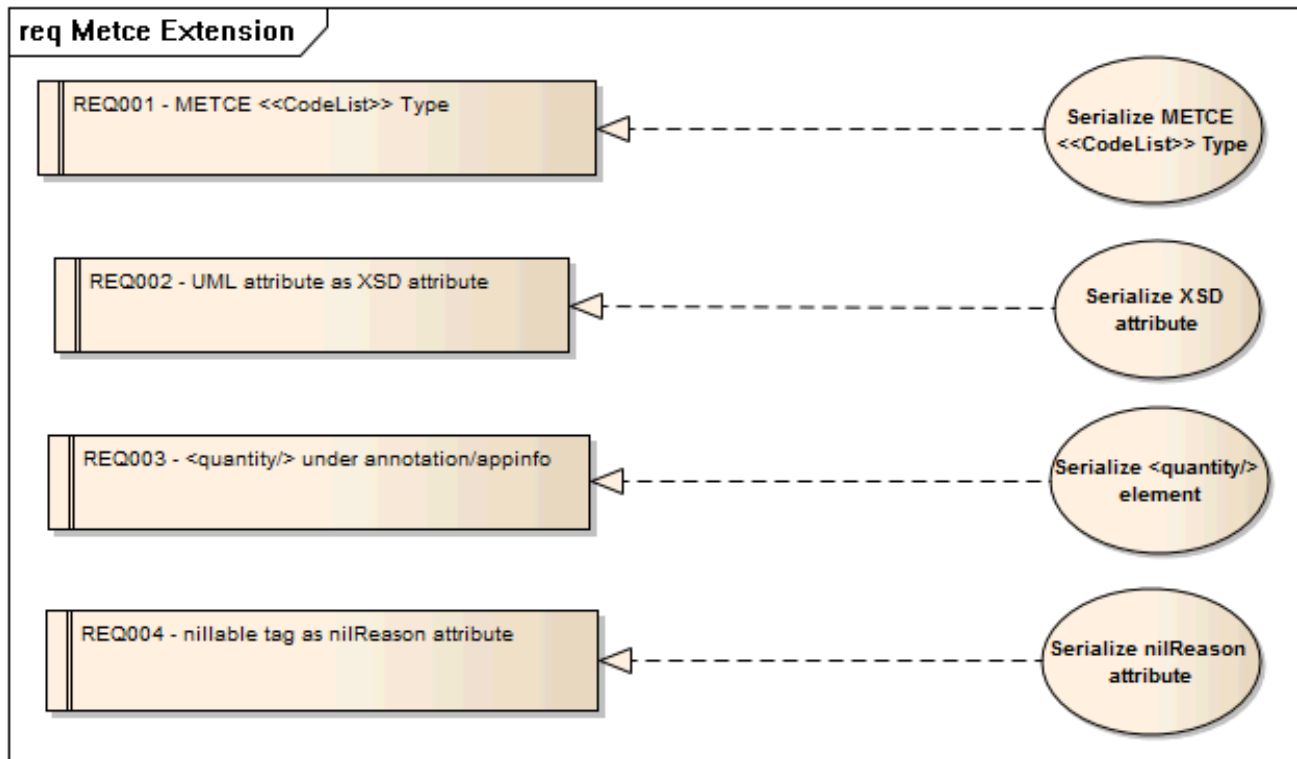 req Metce Extension
REQ001 - METCE <<CodeList>> Type
Serialize METCE
<<CodeList>> Type
REQ002 - UML attribute as XSD attribute
Serialize XSD
attribute
REQ003 - <quantity/> under annotation/appinfo
Serialize <quantity/>
element
REQ004 - nillable tag as nilReason attribute
Serialize nilReason
attribute